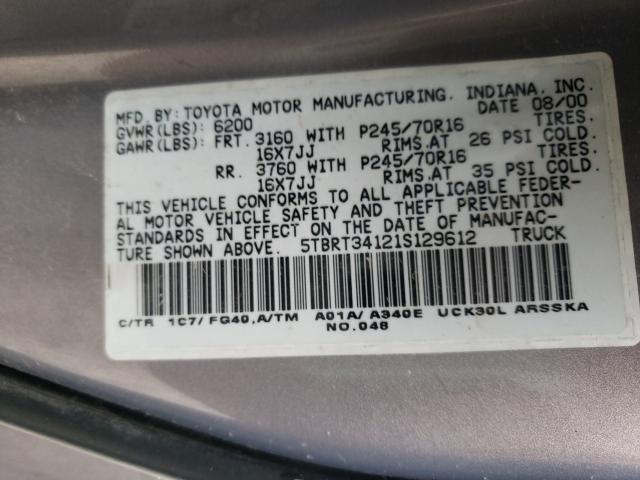 MFD. BY: TOYOTA MOTOR MANUFACTURING, INDIANA, INC.
GVWR(LBS): 6200 DATE 08/00
GAWR(LBS): FRT. 3160 WITH P245/70R16 TIRES.
16X7JJ RIMS.AT 26 PSI COLD.
RR. 3760 WITH P245/70R16 TIRES.
16X7JJ RIMS.AT 35 PSI COLD.
THIS VEHICLE CONFORMS TO ALL APPLICABLE FEDER-
AL MOTOR VEHICLE SAFETY AND THEFT PREVENTION
STANDARDS IN EFFECT ON THE DATE OF MANUFAC-
TURE SHOWN ABOVE. 5TBRT34121S129612 TRUCK
C/TR 1C7/FG40,A/TM A01A/A340E UCK30L ARSSKA
NO.048